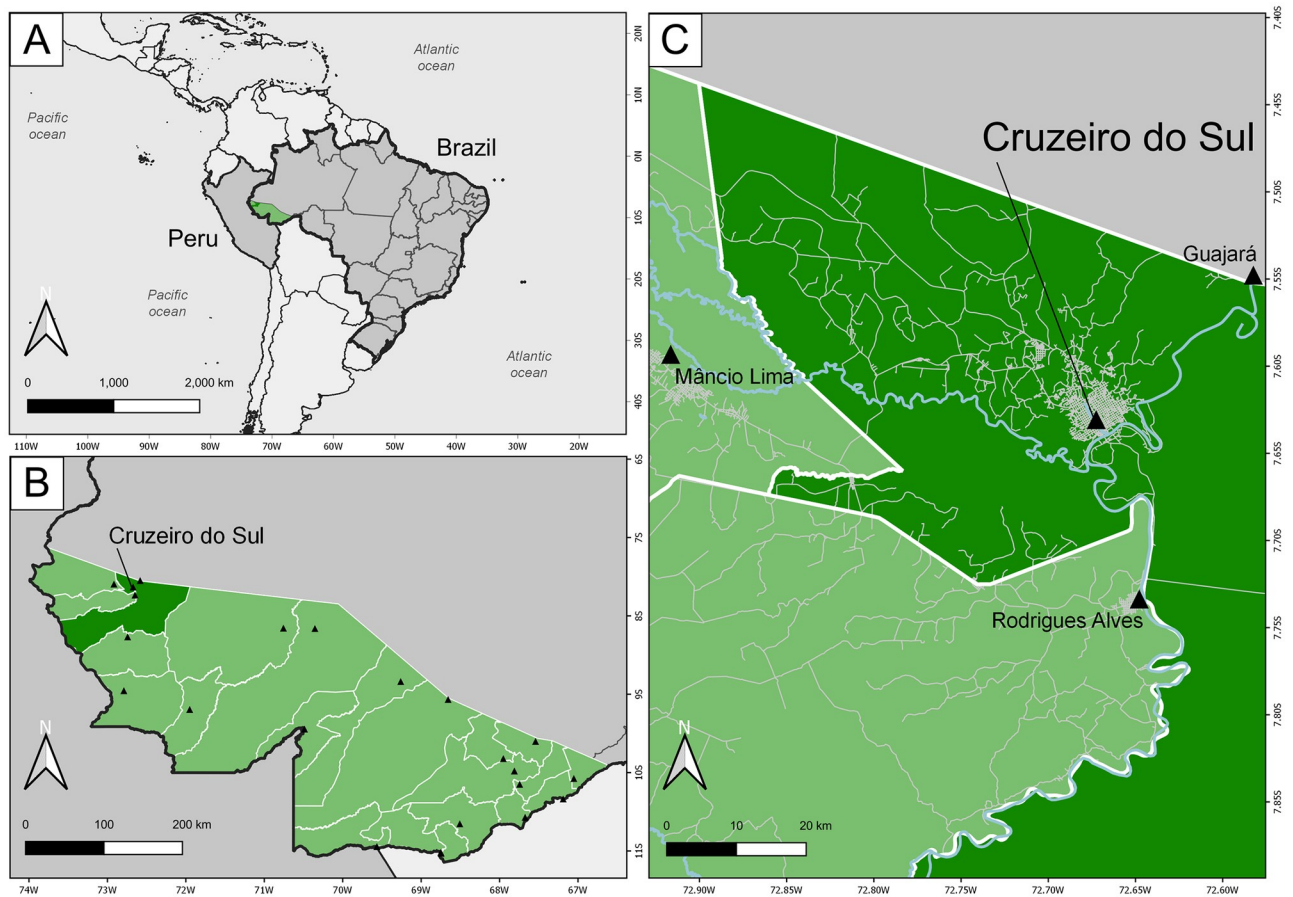 A
Atlantic
ocean
Pacific
ocean
Brazil
Peru
Pacific
ocean
Atlantic
ocean
N
0
1,000
2,000 km
20N
10N
0N
10S
20S
30S
40S
110W
100W
90W
80W
70W
60W
50W
40W
30W
20W
B
Cruzeiro do Sul
N
0
100
200 km
6S
7S
8S
9S
10S
11S
74W
73W
72W
71W
70W
69W
68W
67W
C
Cruzeiro do Sul
Guajará
Mâncio Lima
Rodrigues Alves
N
0
10
20 km
7.40S
7.45S
7.50S
7.55S
7.60S
7.65S
7.70S
7.75S
7.80S
7.85S
72.90W
72.85W
72.80W
72.75W
72.70W
72.65W
72.60W